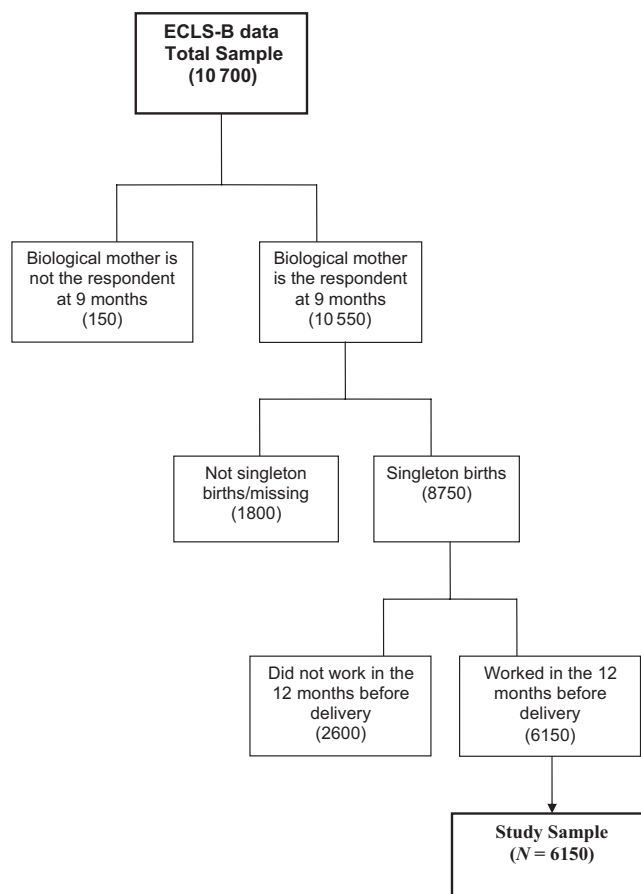 ECLS-B data
Total Sample
(10 700)
Biological mother is
not the respondent
at 9 months
(150)
Biological mother
is the respondent
at 9 months
(10 550)
Not singleton
births/missing
(1800)
Singleton births
(8750)
Did not work in the
12 months before
delivery
(2600)
Worked in the 12
months before
delivery
(6150)
Study Sample
(N = 6150)